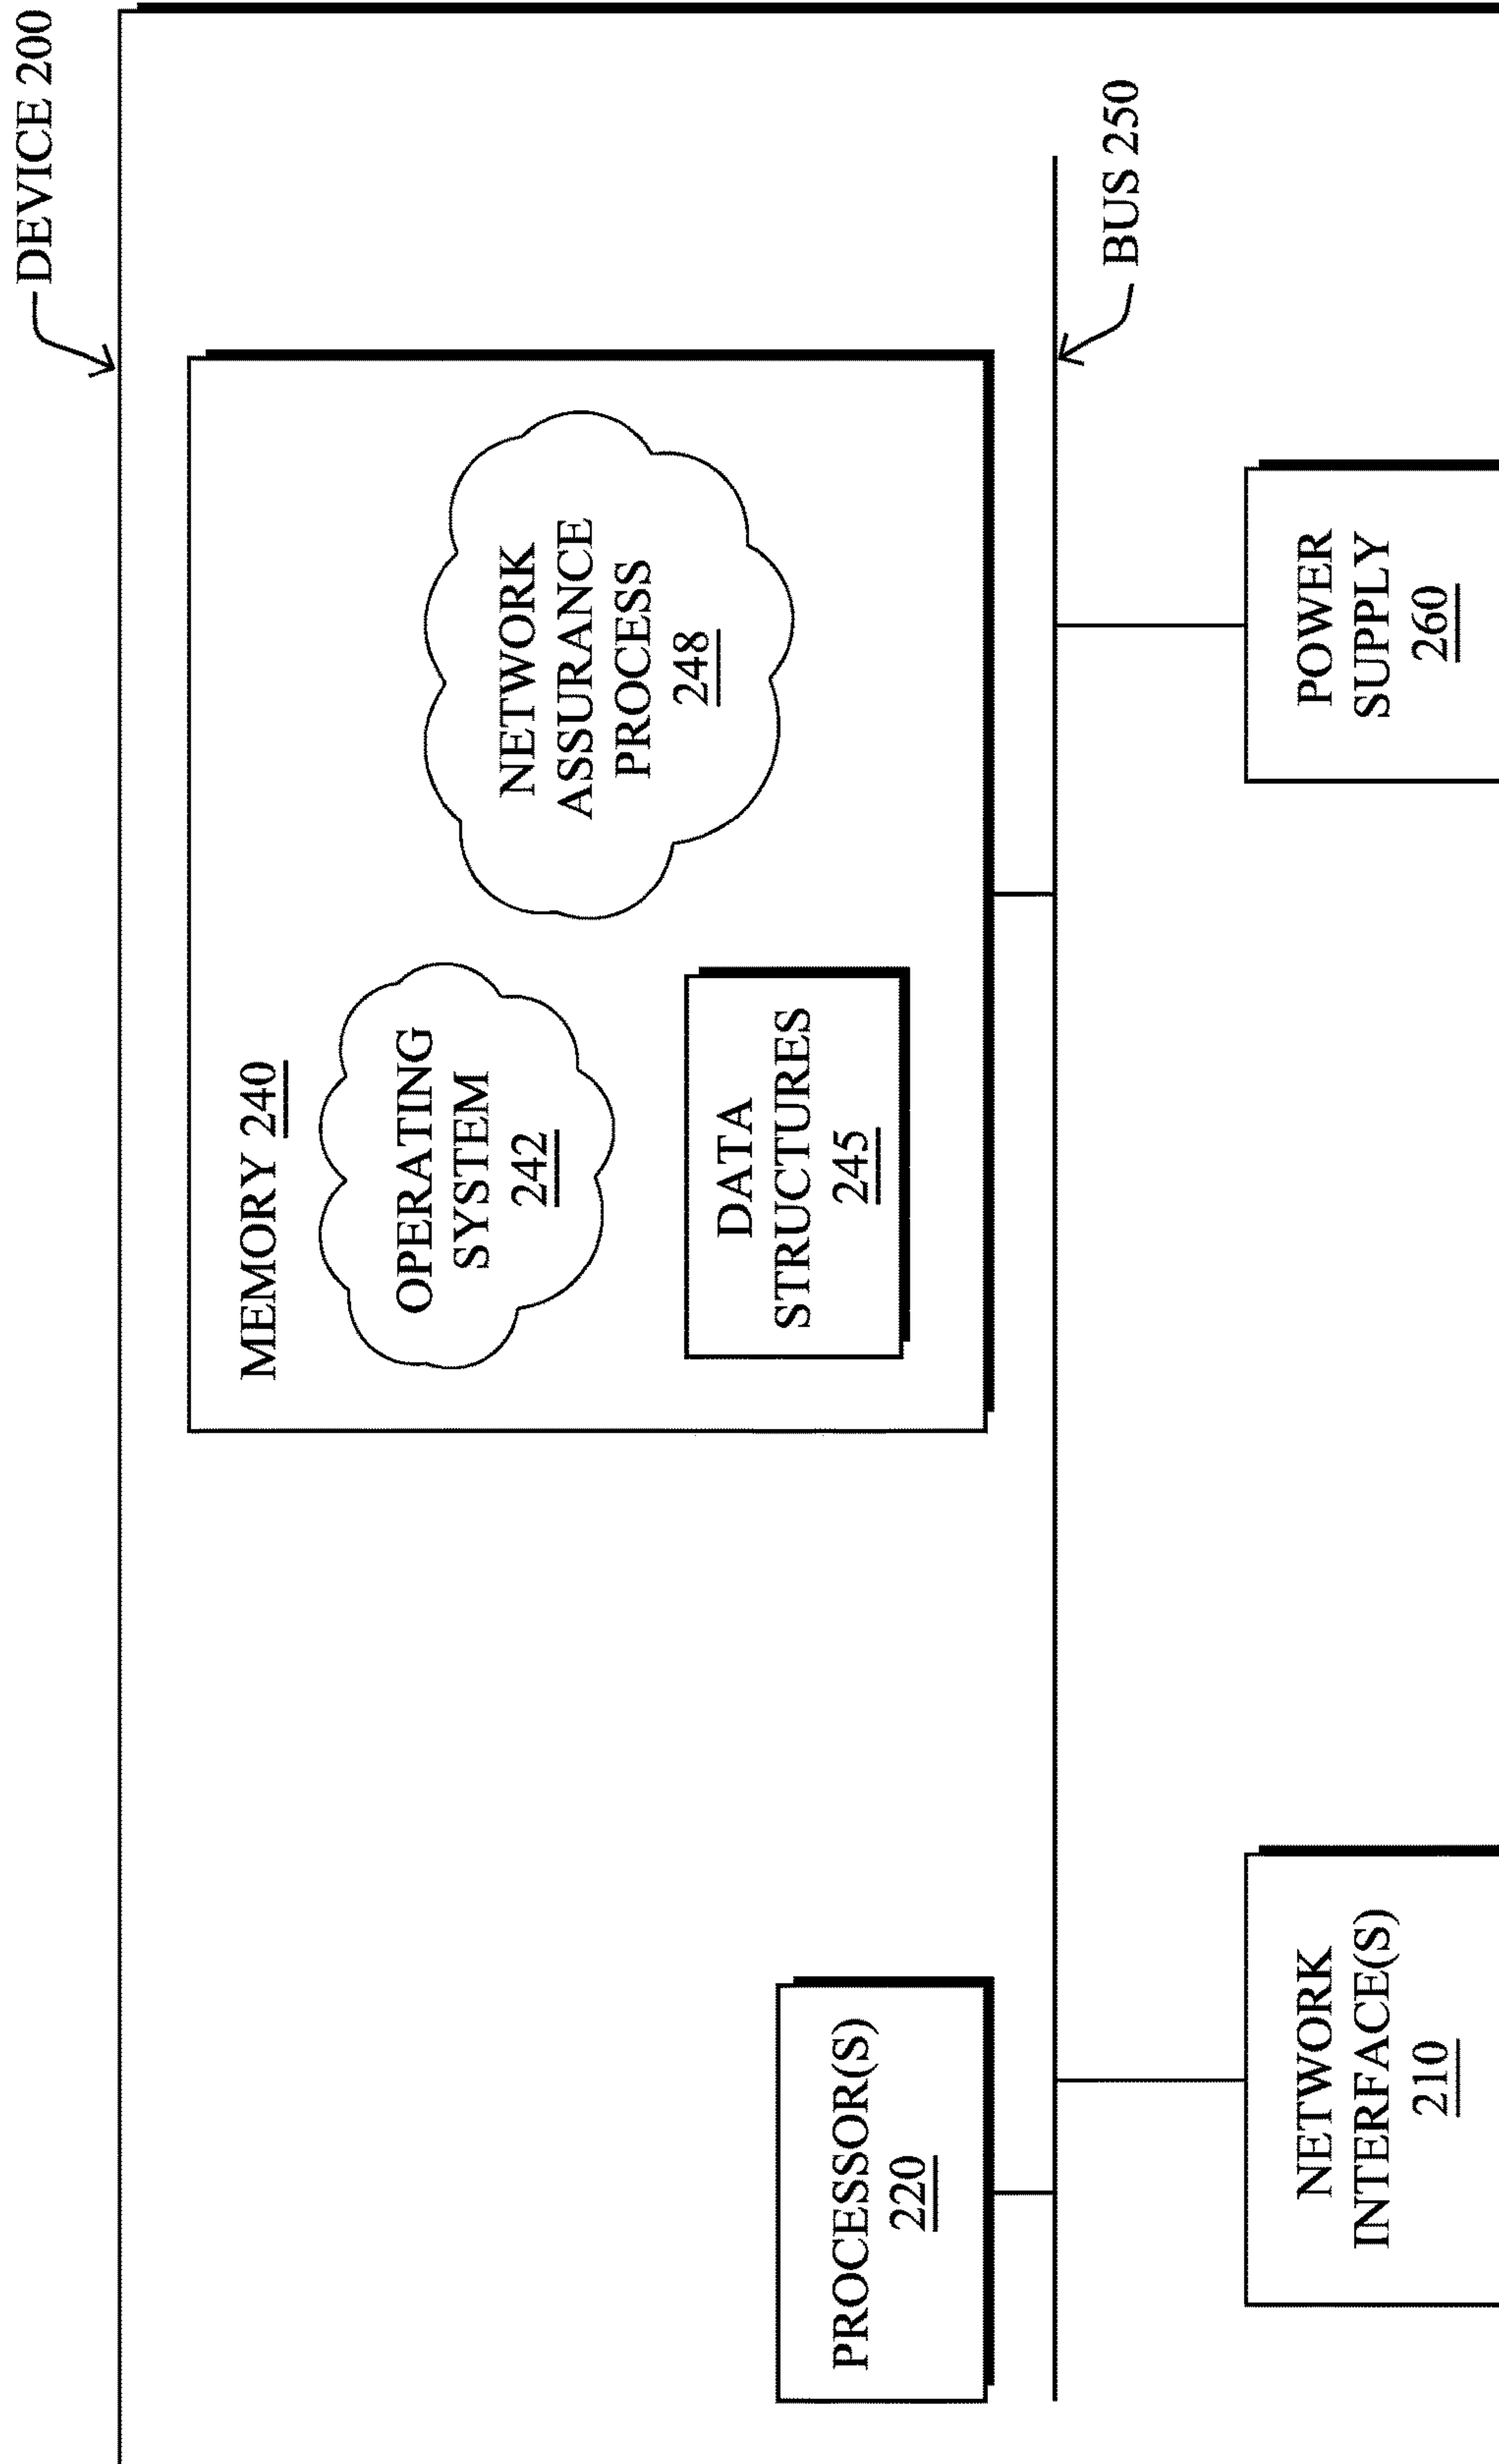 DEVICE 200
MEMORY 240
OPERATING
SYSTEM
242
DATA
STRUCTURES
245
NETWORK
ASSURANCE
PROCESS
248
PROCESSOR(S)
220
BUS 250
NETWORK
INTERFACE(S)
210
POWER
SUPPLY
260